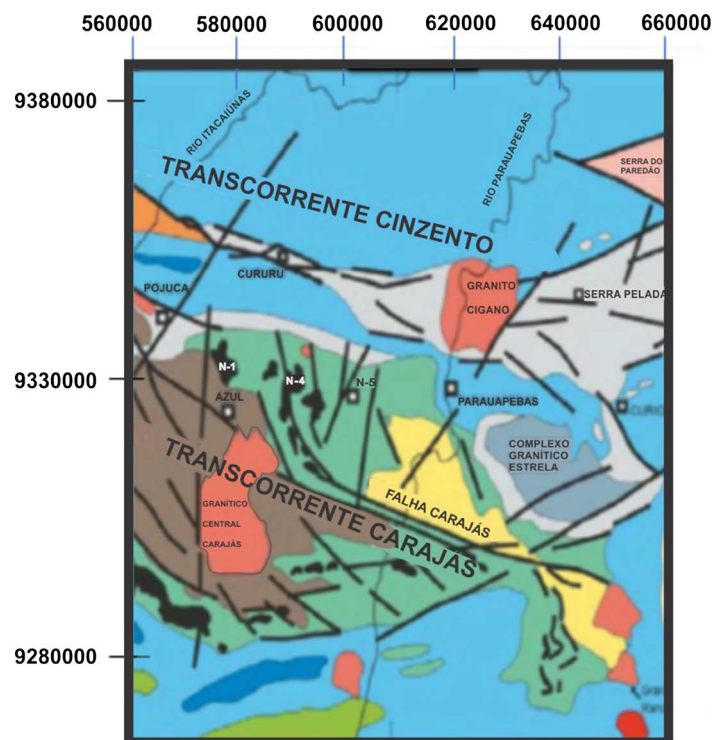 560000 580000 600000 620000 640000 660000
9380000
RIO ITACAIÚNAS
RIO PARAUAPEBAS
SERRA DO
PAREDÃO
TRANSCORRENTE CINZENTO
CURURU
POJUCA
GRANITO
CIGANO
SERRA PELADA
9330000
N-1
N-4
N-5
AZUL
PARAUAPEBAS
COMPLEXO
GRANÍTICO
ESTRELA
TRANSCORRENTE CARAJÁS
FALHA CARAJÁS
GRANÍTICO
CENTRAL
CARAJÁS
9280000